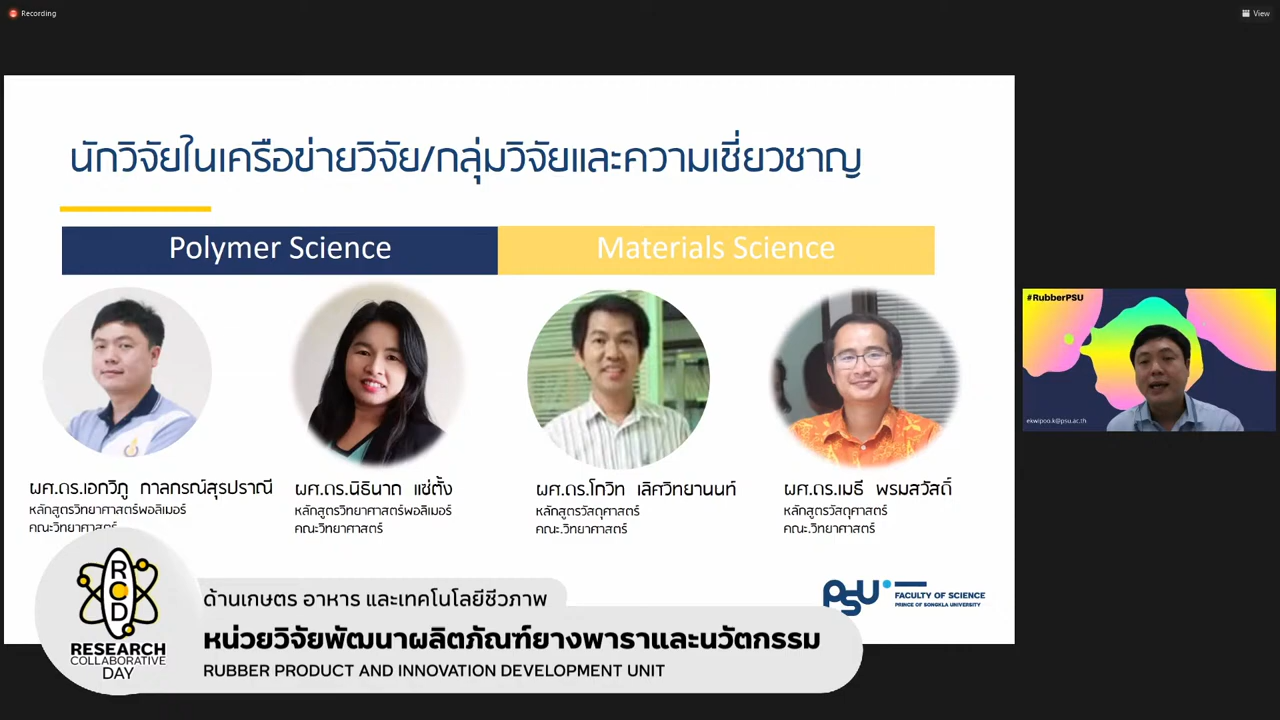 Recording
View
นักวิจัยในเครือข่ายวิจัย/กลุ่มวิจัยและความเชี่ยวชาญ
Polymer Science
Materials Science
#RubberPSU
ekwipoo.k@psu.ac.th
ผศ.ดร.เอกวิภู กาลกรณ์สุรปราณี
หลักสูตรวิทยาศาสตร์พอลิเมอร์
คณะวิทยาศาสตร์
ผศ.ดร.นิธินาถ แซ่ตั้ง
หลักสูตรวิทยาศาสตร์พอลิเมอร์
คณะวิทยาศาสตร์
ผศ.ดร.โกวิท เลิศวิทยานนท์
หลักสูตรวัสดุศาสตร์
คณะ.วิทยาศาสตร์
ผศ.ดร.เมธี พรมสวัสดิ์
หลักสูตรวัสดุศาสตร์
คณะ.วิทยาศาสตร์
PSU
FACULTY OF SCIENCE
PRINCE OF SONGKLA UNIVERSITY
RCD
RESEARCH
COLLABORATIVE
DAY
ด้านเกษตร อาหาร และเทคโนโลยีชีวภาพ
หน่วยวิจัยพัฒนาผลิตภัณฑ์ยางพาราและนวัตกรรม
RUBBER PRODUCT AND INNOVATION DEVELOPMENT UNIT